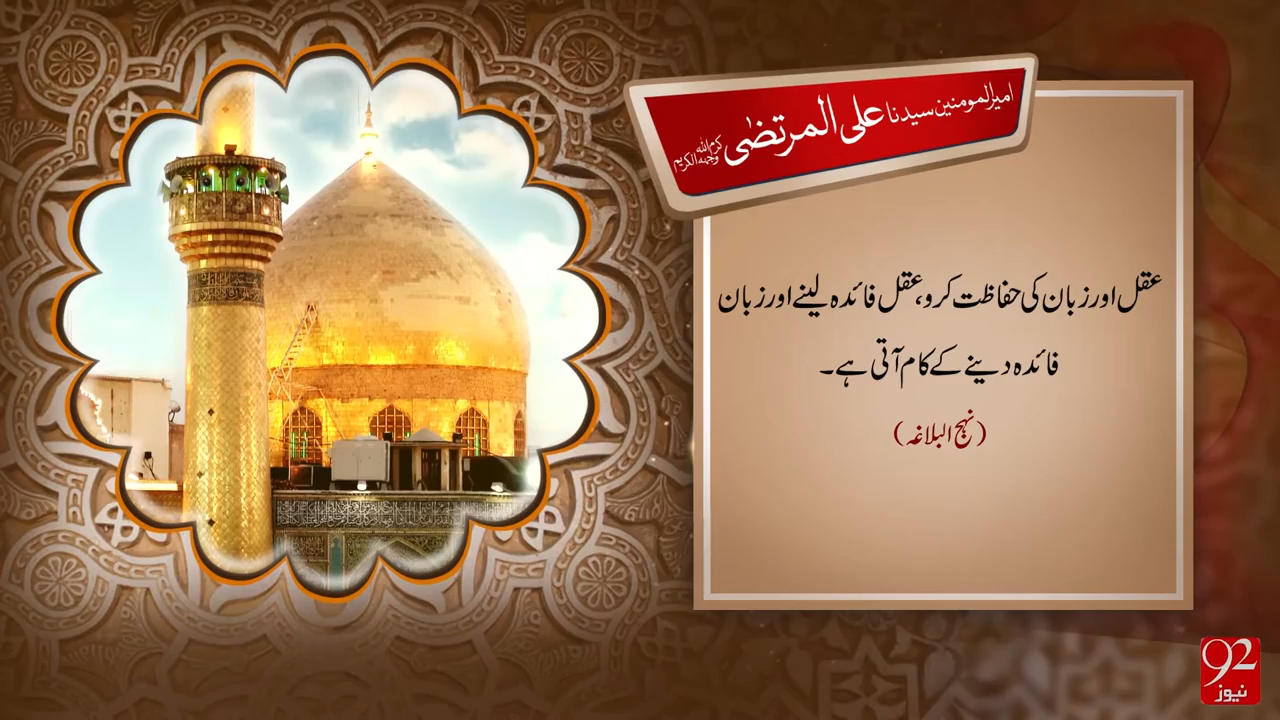 امیرالمومنین سیدنا علی المرتضیٰ کرم اللہ وجہہ الکریم
عقل اور زبان کی حفاظت کرو، عقل فائدہ لینے اور زبان
فائدہ دینے کے کام آتی ہے۔
(نہج البلاغہ)
92
نیوز